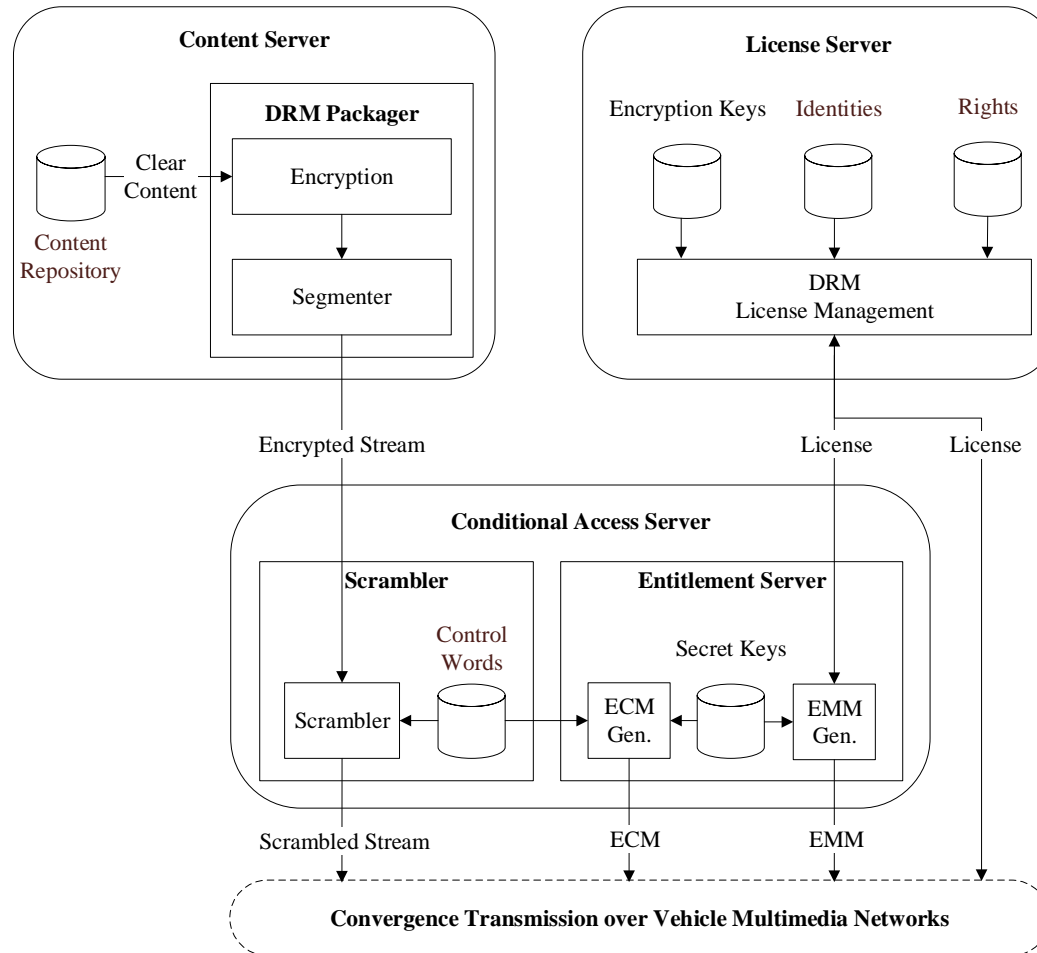 Content Server
DRM Packager
Clear
Content
Encryption
Content
Repository
Segmenter
License Server
Encryption Keys
Identities
Rights
DRM
License Management
Encrypted Stream
License
License
Conditional Access Server
Scrambler
Control
Words
Scrambler
Entitlement Server
Secret Keys
ECM
Gen.
EMM
Gen.
Scrambled Stream
ECM
EMM
Convergence Transmission over Vehicle Multimedia Networks